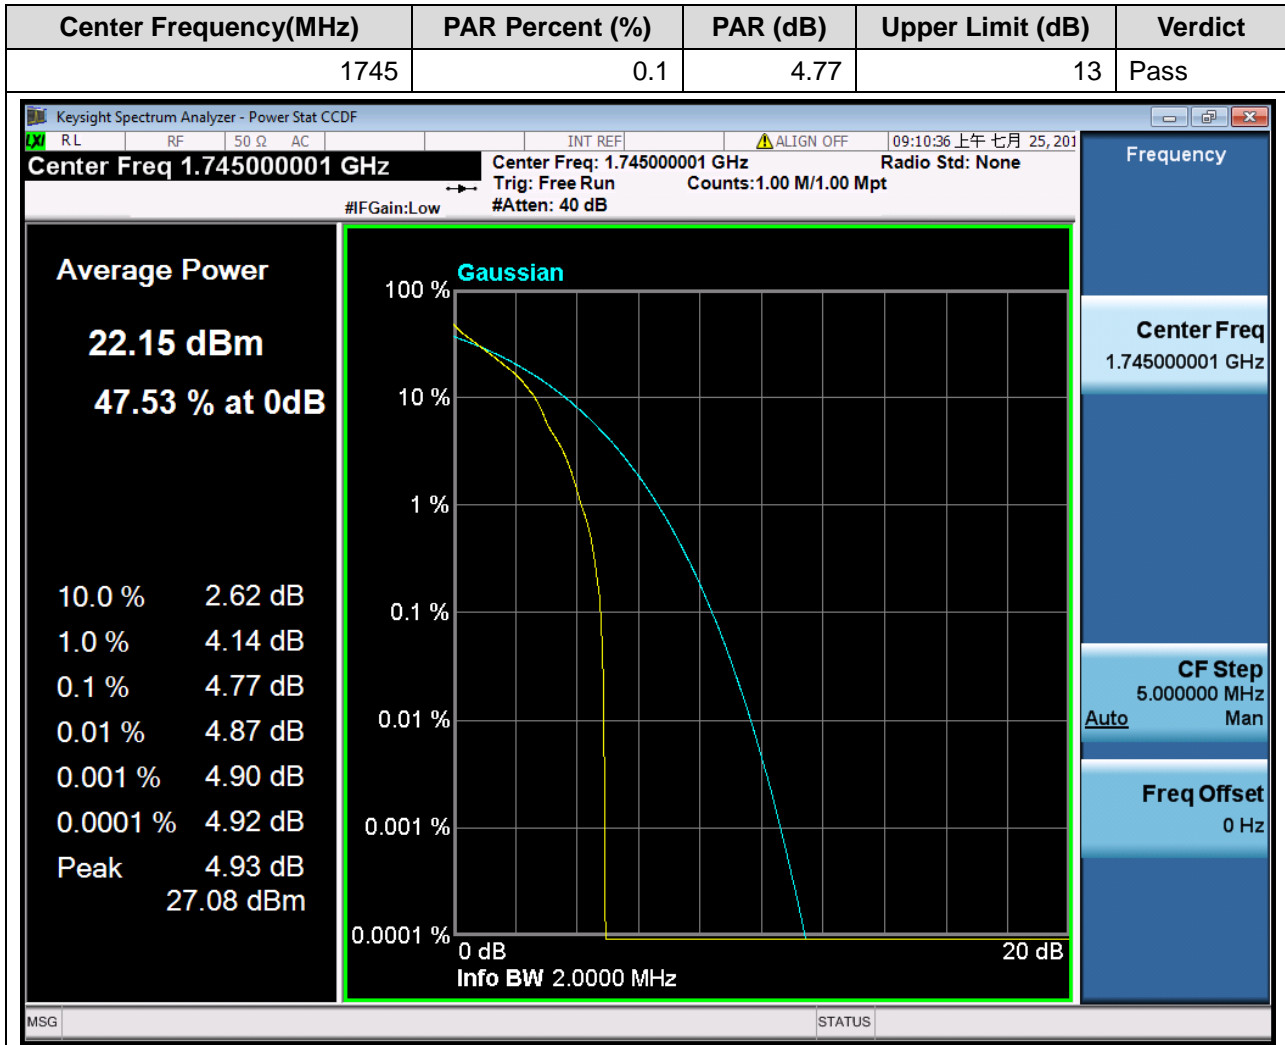 Center Frequency(MHz) PAR Percent (%) PAR (dB) Upper Limit (dB) Verdict
1745 0.1 4.77 13 Pass
Keysight Spectrum Analyzer - Power Stat CCDF
LXI RL RF 50 Ω AC INT REF ALIGN OFF 09:10:36 上午 七月 25, 201
Center Freq 1.745000001 GHz
Center Freq: 1.745000001 GHz Radio Std: None
Trig: Free Run Counts:1.00 M/1.00 Mpt
#IFGain:Low #Atten: 40 dB
Frequency
Average Power
22.15 dBm
47.53 % at 0dB
10.0 % 2.62 dB
1.0 % 4.14 dB
0.1 % 4.77 dB
0.01 % 4.87 dB
0.001 % 4.90 dB
0.0001 % 4.92 dB
Peak 4.93 dB
27.08 dBm
Gaussian
100 %
10 %
1 %
0.1 %
0.01 %
0.001 %
0.0001 %
0 dB 20 dB
Info BW 2.0000 MHz
Center Freq
1.745000001 GHz
CF Step
5.000000 MHz
Auto Man
Freq Offset
0 Hz
MSG STATUS